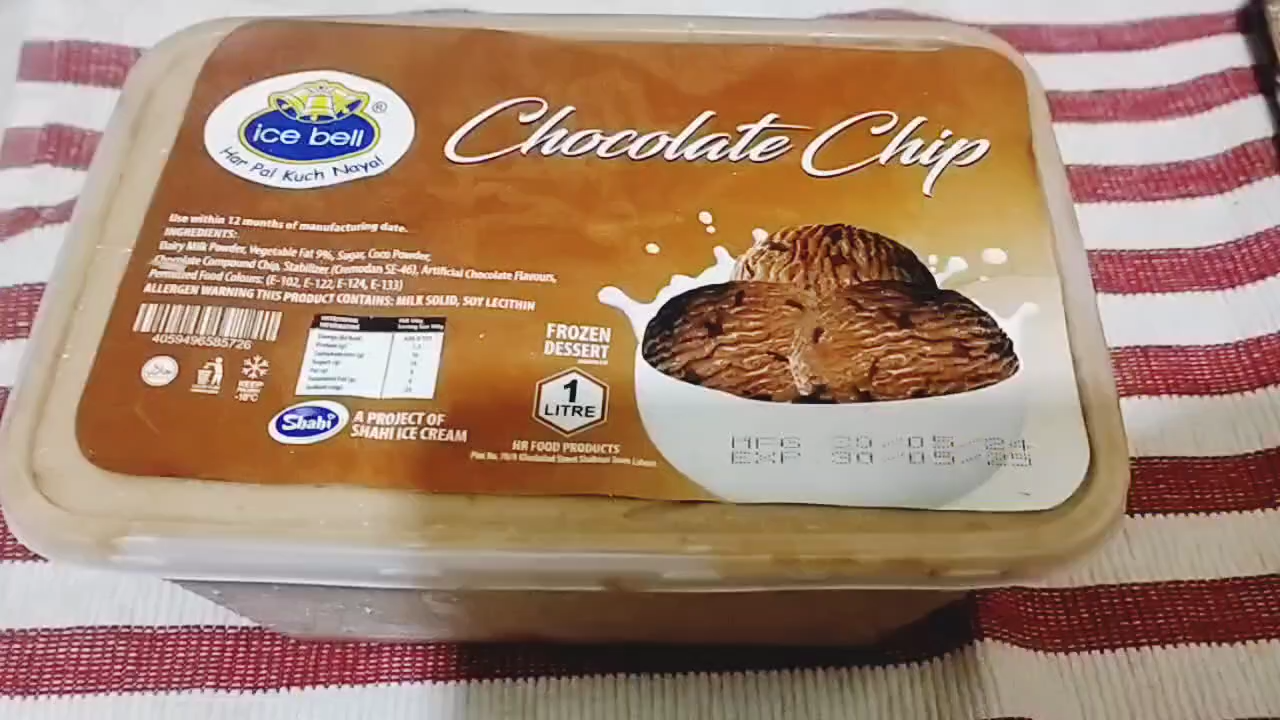 ice bell
®
Har Pal Kuch Naya!
Chocolate Chip
Use within 12 months of manufacturing date.
INGREDIENTS:
Dairy Milk Powder, Vegetable Fat 9%, Sugar, Coco Powder,
Chocolate Compound Chip, Stabilizer (Cremodan SE-46), Artificial Chocolate Flavours,
Permitted Food Colours: (E-102, E-122, E-124, E-133)
ALLERGEN WARNING THIS PRODUCT CONTAINS: MILK SOLID, SOY LECITHIN
4059496585726
KEEP
-18°C
Shahi
A PROJECT OF
SHAHI ICE CREAM
FROZEN
DESSERT
1
LITRE
HR FOOD PRODUCTS
MFG 29/05/24
EXP 30/05/25